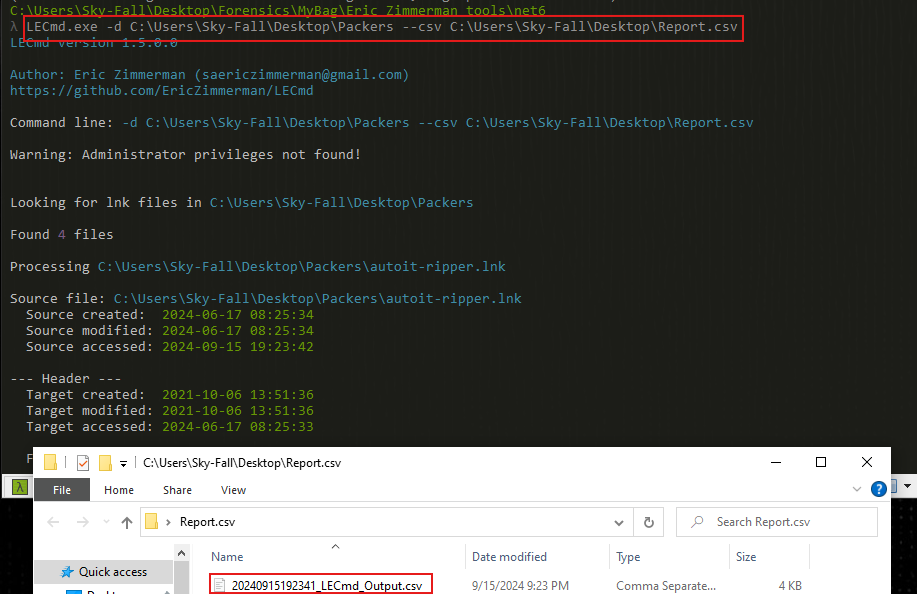 C:\Users\Sky-Fall\Desktop\Forensics\MyBag\Eric Zimmerman tools\net6
λ LECmd.exe -d C:\Users\Sky-Fall\Desktop\Packers --csv C:\Users\Sky-Fall\Desktop\Report.csv
LECmd version 1.5.0.0
Author: Eric Zimmerman (saericzimmerman@gmail.com)
https://github.com/EricZimmerman/LECmd
Command line: -d C:\Users\Sky-Fall\Desktop\Packers --csv C:\Users\Sky-Fall\Desktop\Report.csv
Warning: Administrator privileges not found!
Looking for lnk files in C:\Users\Sky-Fall\Desktop\Packers
Found 4 files
Processing C:\Users\Sky-Fall\Desktop\Packers\autoit-ripper.lnk
Source file: C:\Users\Sky-Fall\Desktop\Packers\autoit-ripper.lnk
Source created:  2024-06-17 08:25:34
Source modified: 2024-06-17 08:25:34
Source accessed: 2024-09-15 19:23:42
--- Header ---
Target created:  2021-10-06 13:51:36
Target modified: 2021-10-06 13:51:36
Target accessed: 2024-06-17 08:25:33
C:\Users\Sky-Fall\Desktop\Report.csv
λ File Home Share View ?
Report.csv Search Report.csv
Name Date modified Type Size
Quick access
20240915192341_LECmd_Output.csv 9/15/2024 9:23 PM Comma Separate... 4 KB